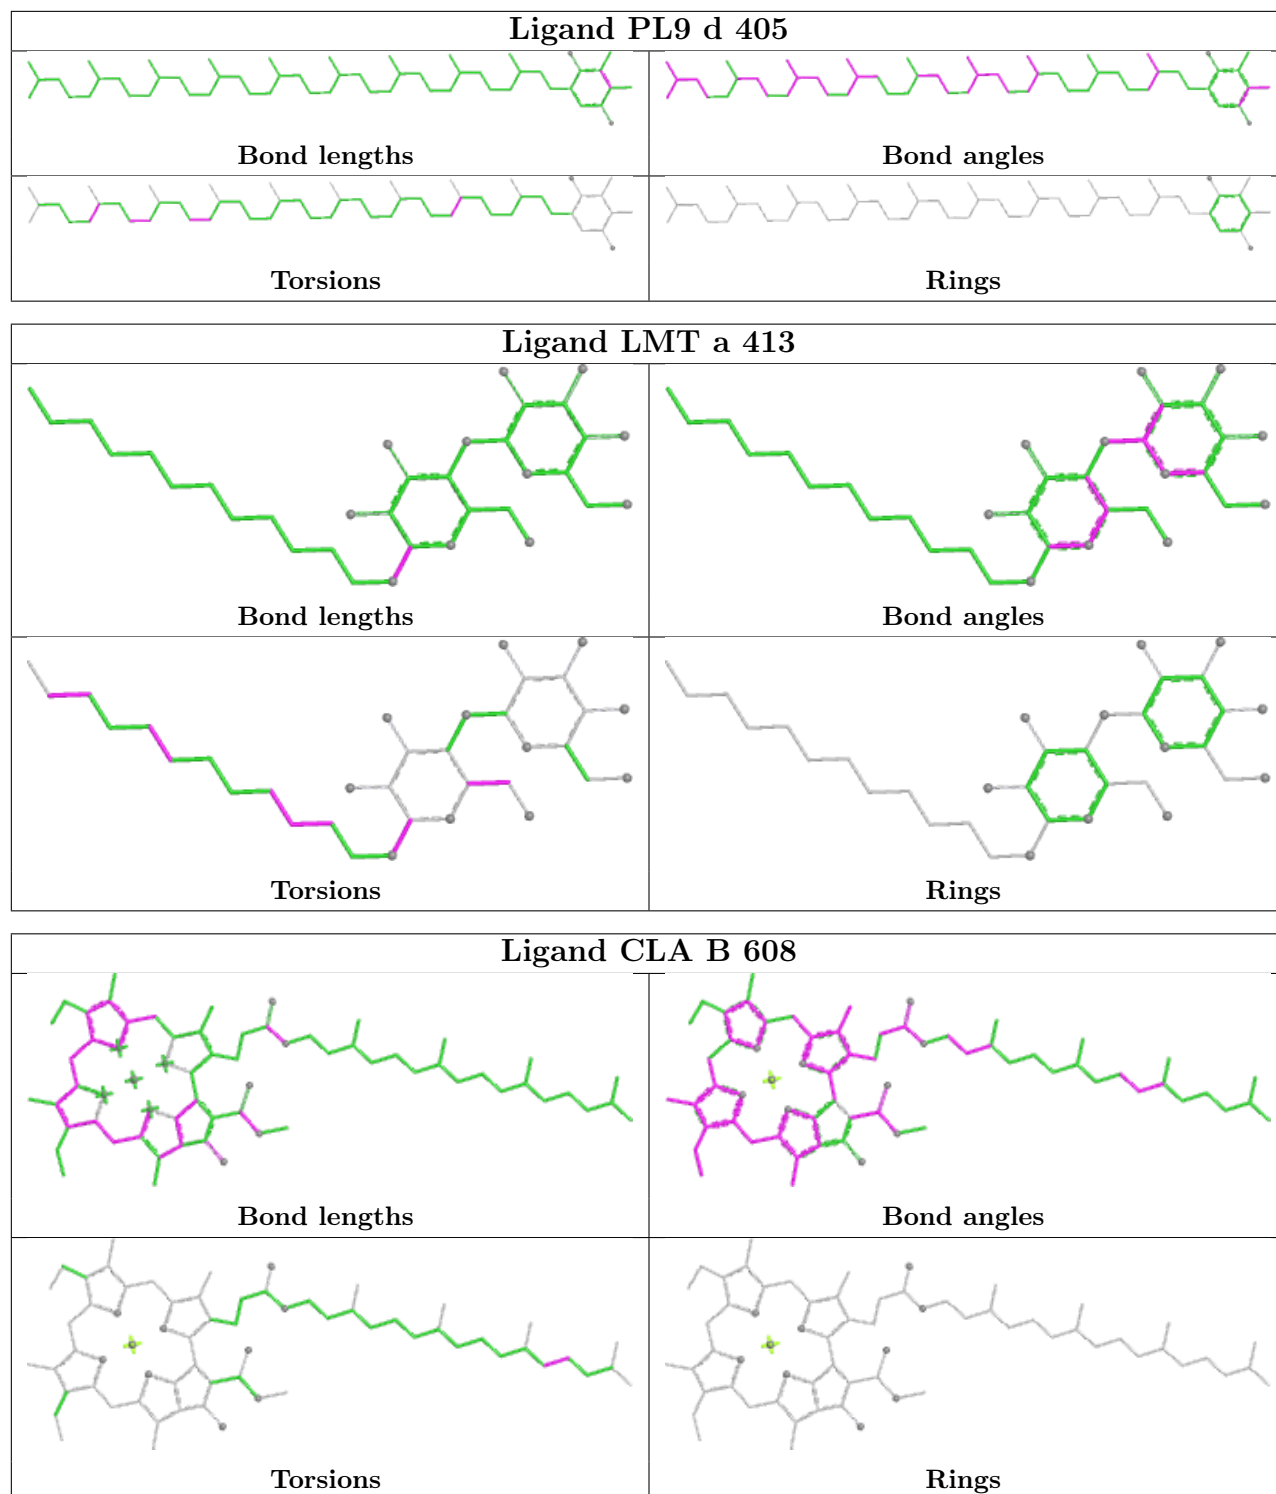 Ligand PL9 d 405
Bond lengths
Bond angles
Torsions
Rings
Ligand LMT a 413
Bond lengths
Bond angles
Torsions
Rings
Ligand CLA B 608
Bond lengths
Bond angles
Torsions
Rings